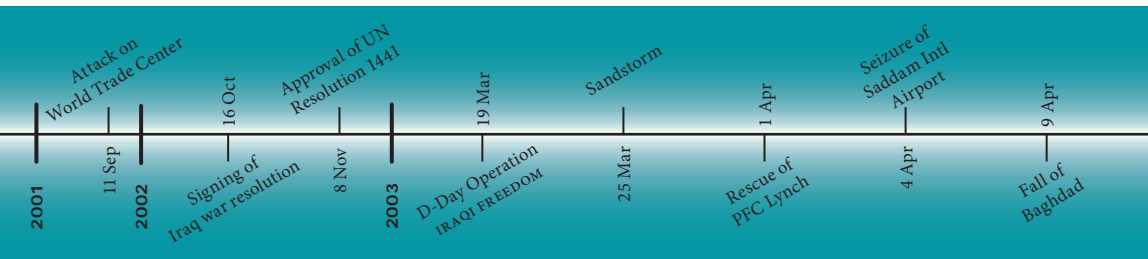 2001
Attack on
World Trade Center
11 Sep
2002
16 Oct
Signing of
Iraq war resolution
Approval of UN
Resolution 1441
8 Nov
2003
19 Mar
D-Day Operation
IRAQI FREEDOM
Sandstorm
25 Mar
1 Apr
Rescue of
PFC Lynch
Seizure of
Saddam Intl
Airport
4 Apr
9 Apr
Fall of
Baghdad